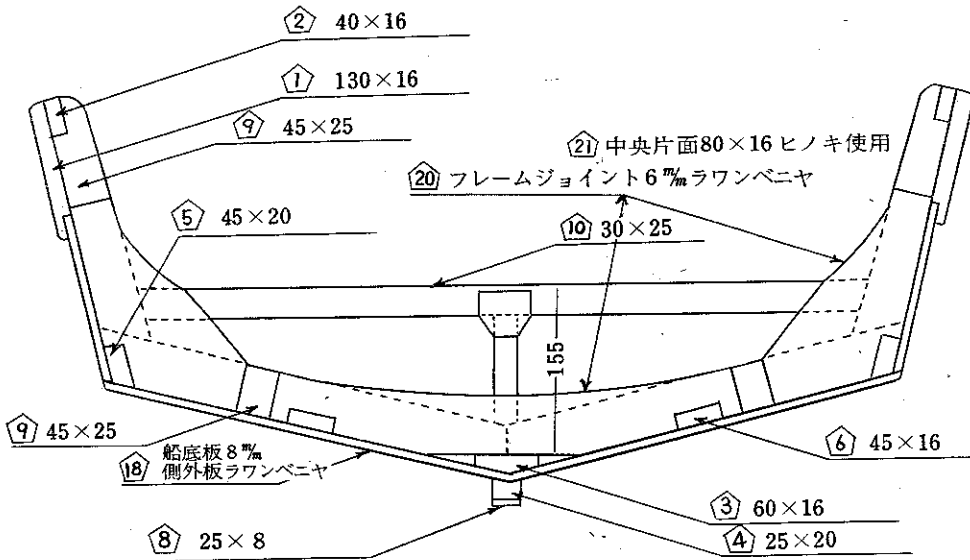 ② 40×16
① 130×16
⑨ 45×25
㉑ 中央片面80×16 ヒノキ使用
⑳ フレームジョイント6㎜ラワンベニヤ
⑤ 45×20
⑩ 30×25
155
⑨ 45×25
船底板8㎜
⑱ 側外板ラワンベニヤ
⑥ 45×16
③ 60×16
⑧ 25×8
④ 25×20